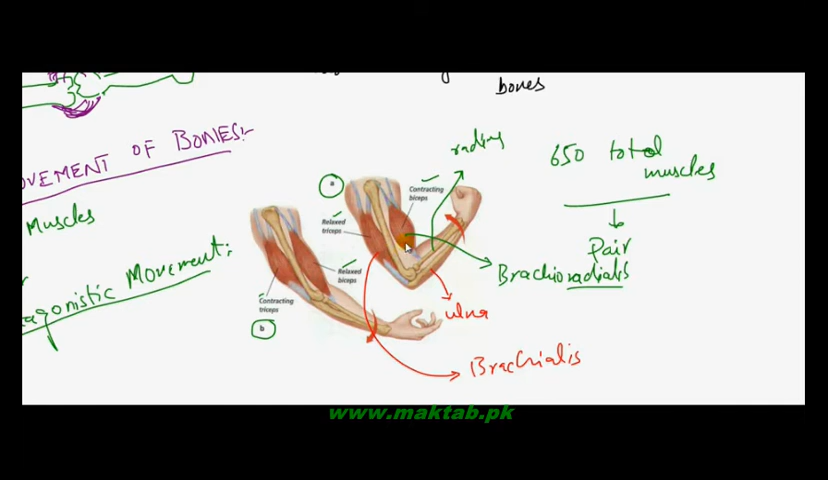 bones
OVEMENT OF BONES:-
650 total
muscles
Pair
radius
Muscles
agonistic Movement:
a
Contracting
biceps
Relaxed
triceps
Relaxed
biceps
Contracting
triceps
b
Brachioradialis
ulna
Brachialis
www.maktab.pk